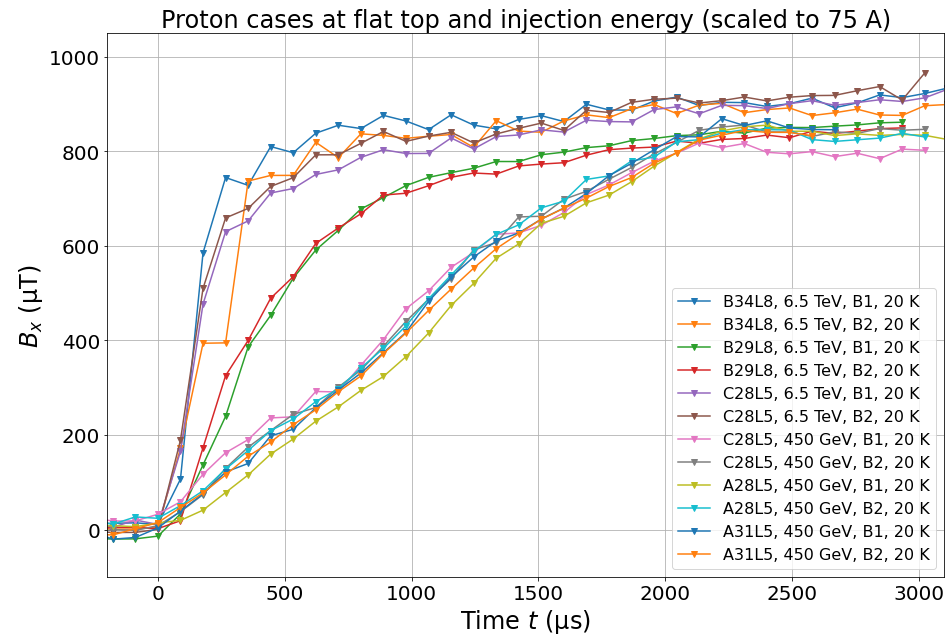 Proton cases at flat top and injection energy (scaled to 75 A)
1000
800
600
400
200
0
Bₓ (µT)
B34L8, 6.5 TeV, B1, 20 K
B34L8, 6.5 TeV, B2, 20 K
B29L8, 6.5 TeV, B1, 20 K
B29L8, 6.5 TeV, B2, 20 K
C28L5, 6.5 TeV, B1, 20 K
C28L5, 6.5 TeV, B2, 20 K
C28L5, 450 GeV, B1, 20 K
C28L5, 450 GeV, B2, 20 K
A28L5, 450 GeV, B1, 20 K
A28L5, 450 GeV, B2, 20 K
A31L5, 450 GeV, B1, 20 K
A31L5, 450 GeV, B2, 20 K
0 500 1000 1500 2000 2500 3000
Time t (µs)